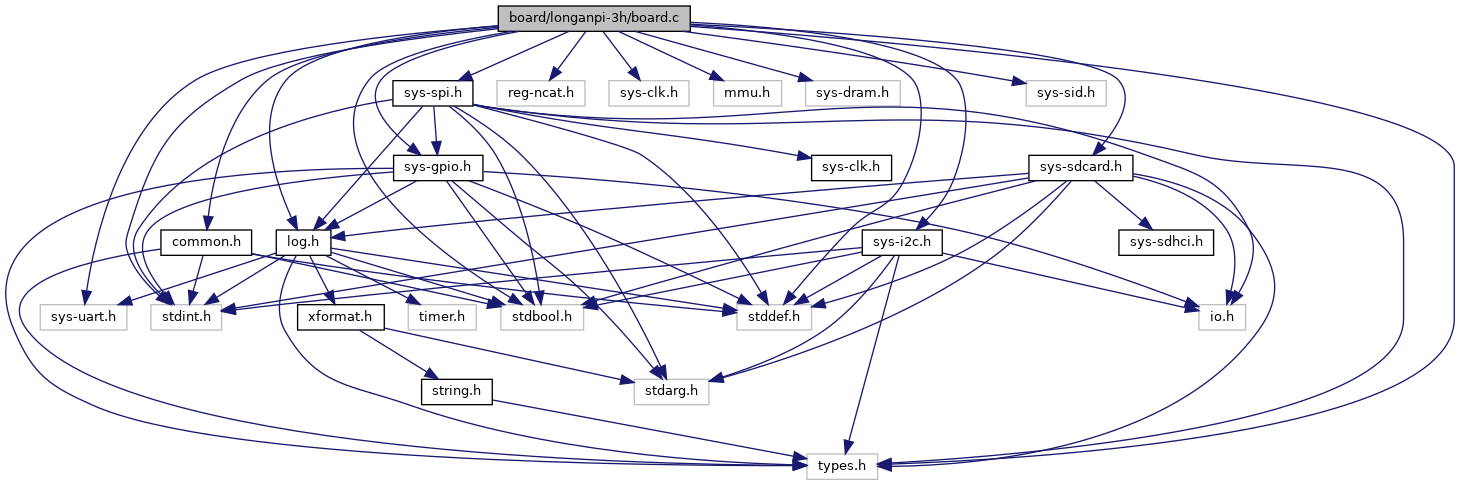 board/longanpi-3h/board.c
sys-spi.h
reg-ncat.h
sys-clk.h
mmu.h
sys-dram.h
sys-sid.h
sys-gpio.h
sys-clk.h
sys-sdcard.h
common.h
log.h
sys-i2c.h
sys-sdhci.h
sys-uart.h
stdint.h
xformat.h
timer.h
stdbool.h
stddef.h
io.h
string.h
stdarg.h
types.h